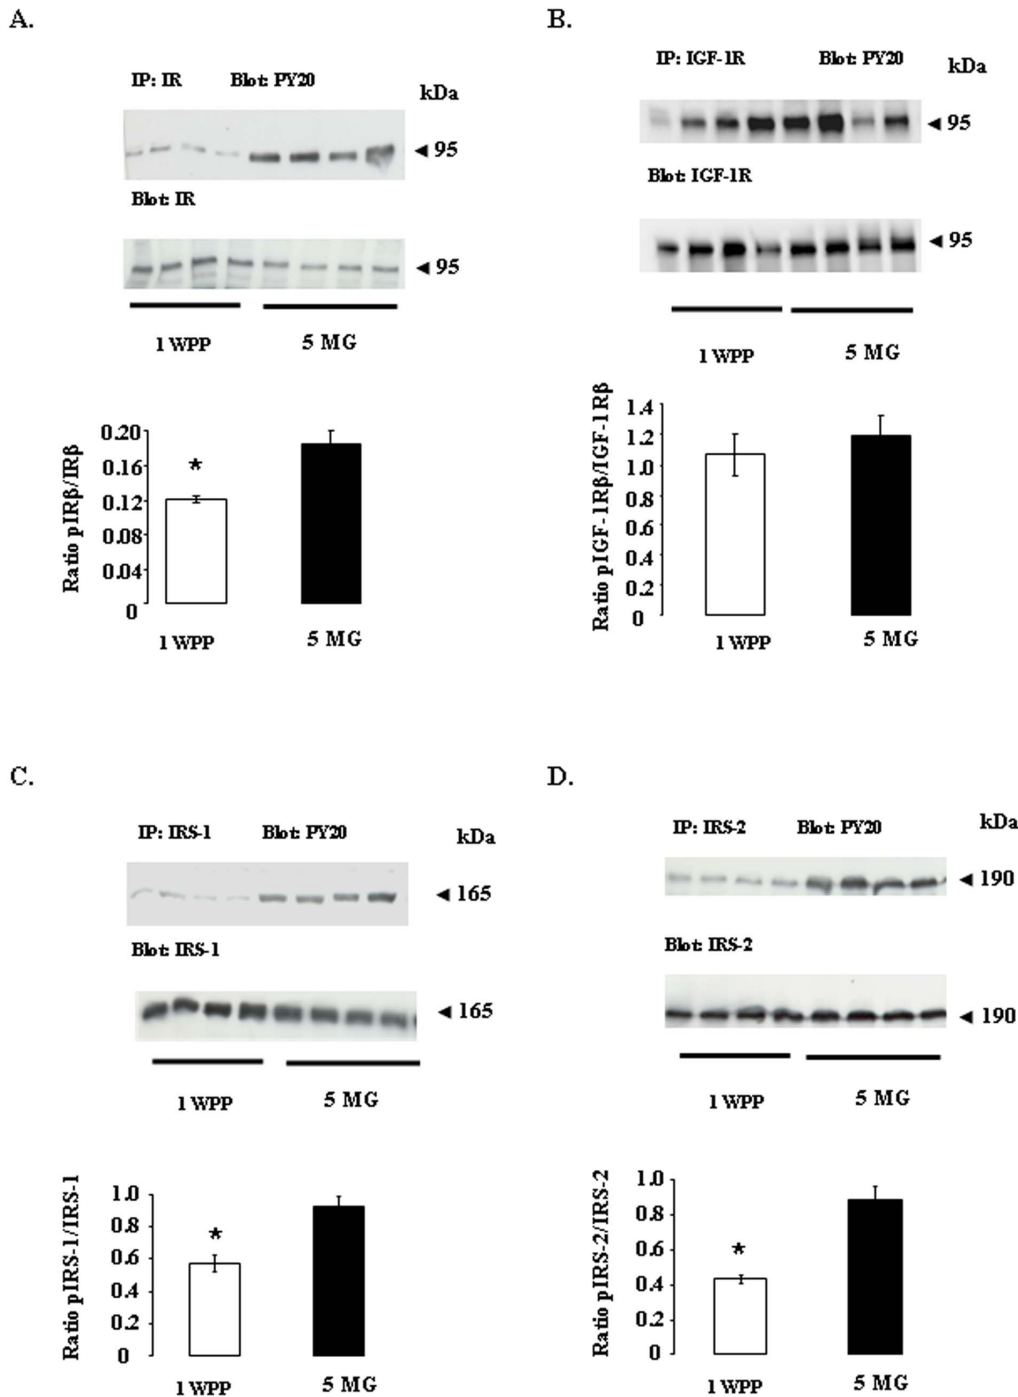 A.
IP: IR Blot: PY20
kDa
◄ 95
Blot: IR
◄ 95
1 WPP 5 MG
Ratio pIRβ/IRβ
0.20
0.16
0.12
0.08
0.04
0
*
1 WPP 5 MG
B.
IP: IGF-1R Blot: PY20
kDa
◄ 95
Blot: IGF-1R
◄ 95
1 WPP 5 MG
Ratio pIGF-1Rβ/IGF-1Rβ
1.4
1.2
1.0
0.8
0.6
0.4
0.2
0
1 WPP 5 MG
C.
IP: IRS-1 Blot: PY20
kDa
◄ 165
Blot: IRS-1
◄ 165
1 WPP 5 MG
Ratio pIRS-1/IRS-1
1.0
0.8
0.6
0.4
0.2
0
*
1 WPP 5 MG
D.
IP: IRS-2 Blot: PY20
kDa
◄ 190
Blot: IRS-2
◄ 190
1 WPP 5 MG
Ratio pIRS-2/IRS-2
1.0
0.8
0.6
0.4
0.2
0
*
1 WPP 5 MG